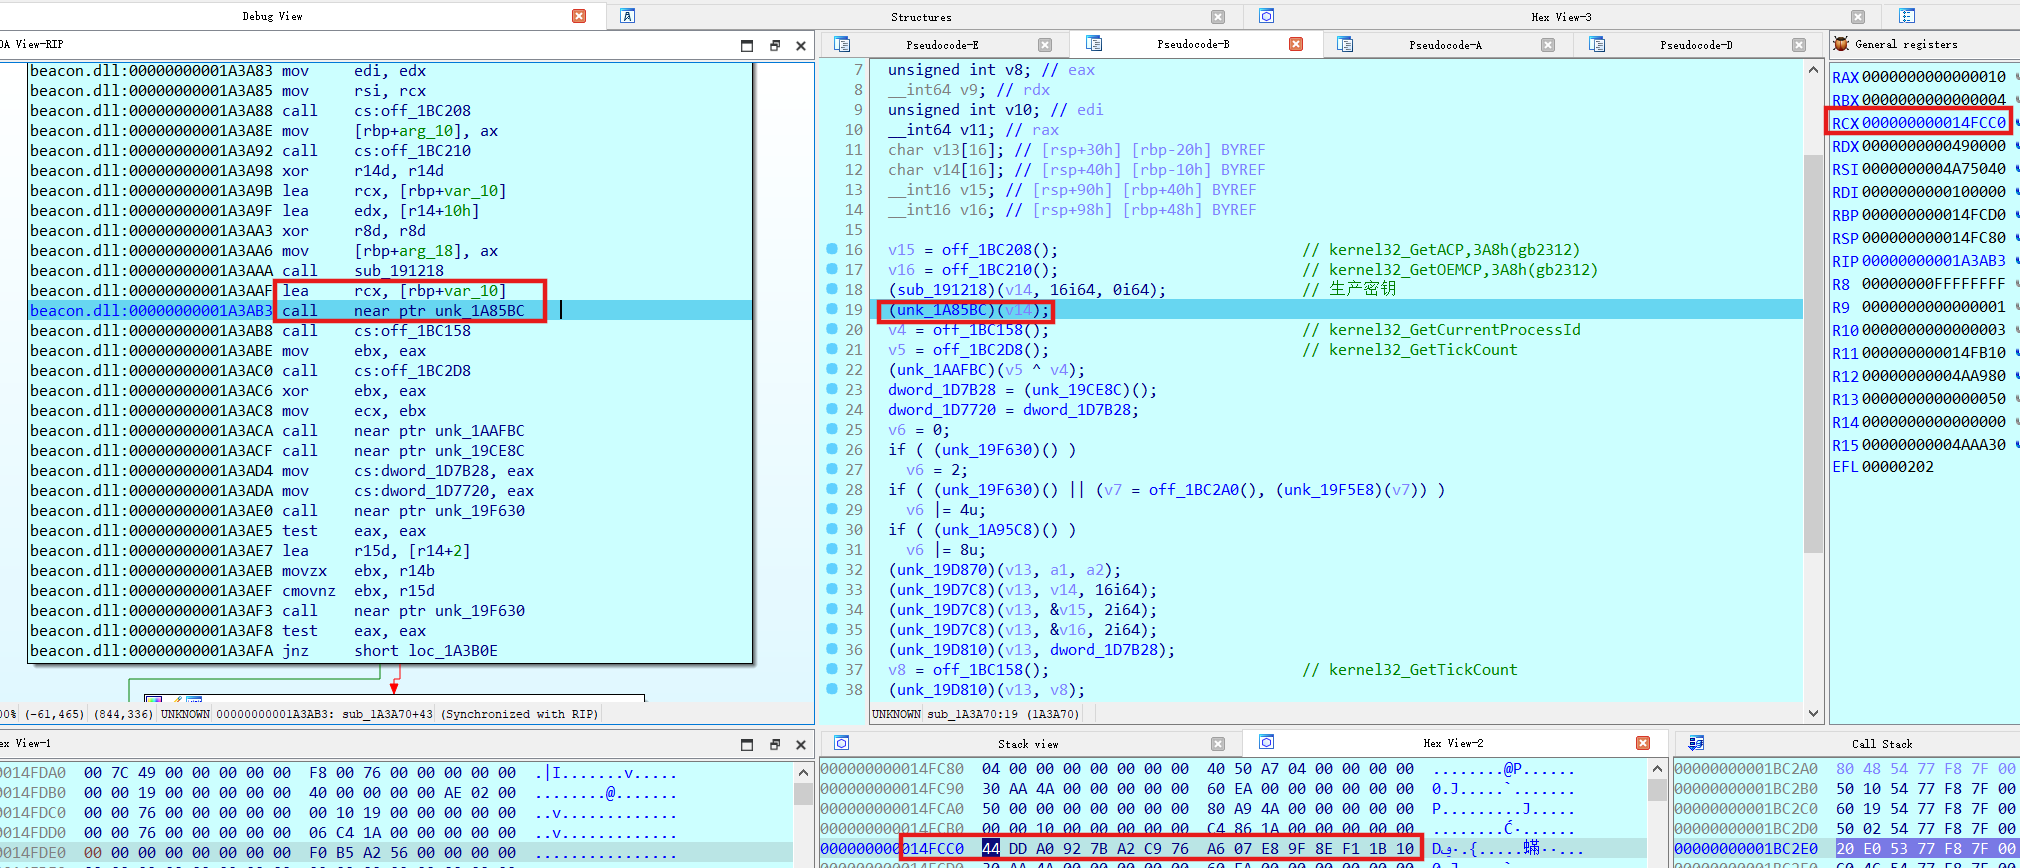 Debug View
Structures
Hex View-3
DA View-RIP
beacon.dll:00000000001A3A83 mov edi, edx
beacon.dll:00000000001A3A85 mov rsi, rcx
beacon.dll:00000000001A3A88 call cs:off_1BC208
beacon.dll:00000000001A3A8E mov [rbp+arg_10], ax
beacon.dll:00000000001A3A92 call cs:off_1BC210
beacon.dll:00000000001A3A98 xor r14d, r14d
beacon.dll:00000000001A3A9B lea rcx, [rbp+var_10]
beacon.dll:00000000001A3A9F lea edx, [r14+10h]
beacon.dll:00000000001A3AA3 xor r8d, r8d
beacon.dll:00000000001A3AA6 mov [rbp+arg_18], ax
beacon.dll:00000000001A3AAA call sub_191218
beacon.dll:00000000001A3AAF lea rcx, [rbp+var_10]
beacon.dll:00000000001A3AB3 call near ptr unk_1A85BC
beacon.dll:00000000001A3AB8 call cs:off_1BC158
beacon.dll:00000000001A3ABE mov ebx, eax
beacon.dll:00000000001A3AC0 call cs:off_1BC2D8
beacon.dll:00000000001A3AC6 xor ebx, eax
beacon.dll:00000000001A3AC8 mov ecx, ebx
beacon.dll:00000000001A3ACA call near ptr unk_1AAFBC
beacon.dll:00000000001A3ACF call near ptr unk_19CE8C
beacon.dll:00000000001A3AD4 mov cs:dword_1D7B28, eax
beacon.dll:00000000001A3ADA mov cs:dword_1D7720, eax
beacon.dll:00000000001A3AE0 call near ptr unk_19F630
beacon.dll:00000000001A3AE5 test eax, eax
beacon.dll:00000000001A3AE7 lea r15d, [r14+2]
beacon.dll:00000000001A3AEB movzx ebx, r14b
beacon.dll:00000000001A3AEF cmovnz ebx, r15d
beacon.dll:00000000001A3AF3 call near ptr unk_19F630
beacon.dll:00000000001A3AF8 test eax, eax
beacon.dll:00000000001A3AFA jnz short loc_1A3B0E
00% (-61,465) (844,336) UNKNOWN 00000000001A3AB3: sub_1A3A70+43 (Synchronized with RIP)
Pseudocode-E
Pseudocode-B
Pseudocode-A
Pseudocode-D
7 unsigned int v8; // eax
8 __int64 v9; // rdx
9 unsigned int v10; // edi
10 __int64 v11; // rax
11 char v13[16]; // [rsp+30h] [rbp-20h] BYREF
12 char v14[16]; // [rsp+40h] [rbp-10h] BYREF
13 __int16 v15; // [rsp+90h] [rbp+40h] BYREF
14 __int16 v16; // [rsp+98h] [rbp+48h] BYREF
15
16 v15 = off_1BC208(); // kernel32_GetACP,3A8h(gb2312)
17 v16 = off_1BC210(); // kernel32_GetOEMCP,3A8h(gb2312)
18 (sub_191218)(v14, 16i64, 0i64); // 生产密钥
19 (unk_1A85BC)(v14);
20 v4 = off_1BC158(); // kernel32_GetCurrentProcessId
21 v5 = off_1BC2D8(); // kernel32_GetTickCount
22 (unk_1AAFBC)(v5 ^ v4);
23 dword_1D7B28 = (unk_19CE8C)();
24 dword_1D7720 = dword_1D7B28;
25 v6 = 0;
26 if ( (unk_19F630)() )
27 v6 = 2;
28 if ( (unk_19F630)() || (v7 = off_1BC2A0(), (unk_19F5E8)(v7)) )
29 v6 |= 4u;
30 if ( (unk_1A95C8)() )
31 v6 |= 8u;
32 (unk_19D870)(v13, a1, a2);
33 (unk_19D7C8)(v13, v14, 16i64);
34 (unk_19D7C8)(v13, &v15, 2i64);
35 (unk_19D7C8)(v13, &v16, 2i64);
36 (unk_19D810)(v13, dword_1D7B28);
37 v8 = off_1BC158(); // kernel32_GetTickCount
38 (unk_19D810)(v13, v8);
UNKNOWN sub_1A3A70:19 (1A3A70)
General registers
RAX 0000000000000010
RBX 0000000000000004
RCX 000000000014FCC0
RDX 0000000000490000
RSI 0000000004A75040
RDI 0000000000100000
RBP 000000000014FCD0
RSP 000000000014FC80
RIP 00000000001A3AB3
R8 00000000FFFFFFFF
R9 0000000000000001
R10 0000000000000003
R11 000000000014FB10
R12 00000000004AA980
R13 0000000000000050
R14 0000000000000000
R15 00000000004AAA30
EFL 00000202
ex View-1
0014FDA0 00 7C 49 00 00 00 00 00 F8 00 76 00 00 00 00 00 .|I.......v.....
0014FDB0 00 00 19 00 00 00 00 00 40 00 00 00 00 AE 02 00 ........@.......
0014FDC0 00 00 76 00 00 00 00 00 00 10 19 00 00 00 00 00 ..v.............
0014FDD0 00 00 76 00 00 00 00 00 06 C4 1A 00 00 00 00 00 ..v.............
0014FDE0 00 00 00 00 00 00 00 00 F0 B5 A2 56 00 00 00 00 ................
Stack view
Hex View-2
000000000014FC80 04 00 00 00 00 00 00 00 40 50 A7 04 00 00 00 00 ........@P......
000000000014FC90 30 AA 4A 00 00 00 00 00 60 EA 00 00 00 00 00 00 0.J.....`.......
000000000014FCA0 50 00 00 00 00 00 00 00 80 A9 4A 00 00 00 00 00 P.........J.....
000000000014FCB0 00 00 10 00 00 00 00 00 C4 86 1A 00 00 00 00 00
000000000014FCC0 44 DD A0 92 7B A2 C9 76 A6 07 E8 9F 8E F1 1B 10
Call Stack
00000000001BC2A0 80 48 54 77 F8 7F 00
00000000001BC2B0 50 10 54 77 F8 7F 00
00000000001BC2C0 60 19 54 77 F8 7F 00
00000000001BC2D0 50 02 54 77 F8 7F 00
00000000001BC2E0 20 E0 53 77 F8 7F 00